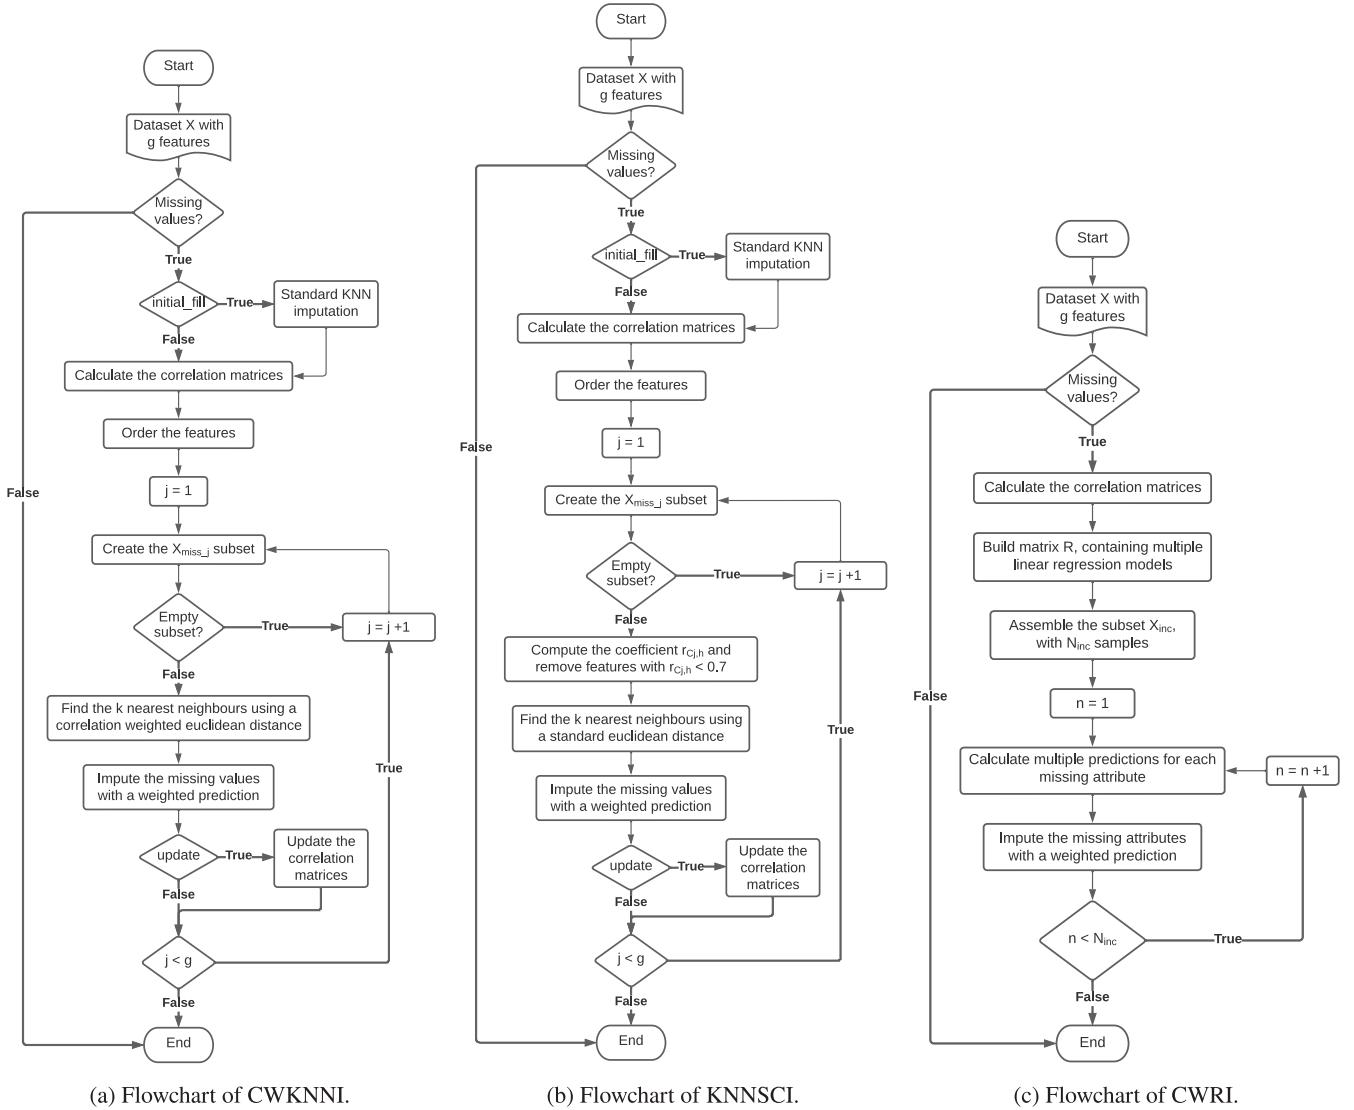 Start
Dataset X with
g features
Missing
values?
False
True
initial_fill
True
Standard KNN
imputation
False
Calculate the correlation matrices
Order the features
j = 1
Create the Xmiss_j subset
Empty
subset?
True
j = j +1
False
Find the k nearest neighbours using a
correlation weighted euclidean distance
Impute the missing values
with a weighted prediction
True
update
True
Update the
correlation
matrices
False
j < g
False
End
(a) Flowchart of CWKNNI.
Start
Dataset X with
g features
Missing
values?
False
True
initial_fill
True
Standard KNN
imputation
False
Calculate the correlation matrices
Order the features
j = 1
Create the Xmiss_j subset
Empty
subset?
True
j = j +1
False
Compute the coefficient rCj,h and
remove features with rCj,h < 0.7
Find the k nearest neighbours using
a standard euclidean distance
True
Impute the missing values
with a weighted prediction
update
True
Update the
correlation
matrices
False
j < g
False
End
(b) Flowchart of KNNSCI.
Start
Dataset X with
g features
Missing
values?
False
True
Calculate the correlation matrices
Build matrix R, containing multiple
linear regression models
Assemble the subset Xinc,
with Ninc samples
n = 1
Calculate multiple predictions for each
missing attribute
n = n +1
Impute the missing attributes
with a weighted prediction
n < Ninc
True
False
End
(c) Flowchart of CWRI.